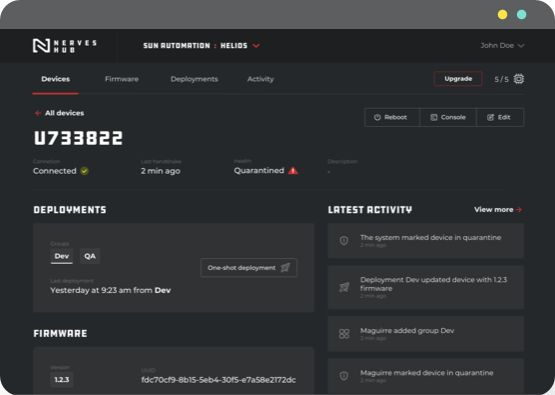 NERVES
HUB
SUN AUTOMATION : HELIOS
John Doe
Devices
Firmware
Deployments
Activity
Upgrade
5 / 5
All devices
Reboot
Console
Edit
U733822
Connection
Last handshake
Health
Description
Connected
2 min ago
Quarantined
-
DEPLOYMENTS
Groups
Dev
QA
One-shot deployment
Last deployment
Yesterday at 9:23 am from Dev
FIRMWARE
Version
UUID
1.2.3
fdc70cf9-8b15-5eb4-30f5-e7a58e2172dc
LATEST ACTIVITY
View more
The system marked device in quarantine
2 min ago
Deployment Dev updated device with 1.2.3
firmware
2 min ago
Maguirre added group Dev
2 min ago
Maguirre marked device in quarantine
2 min ago